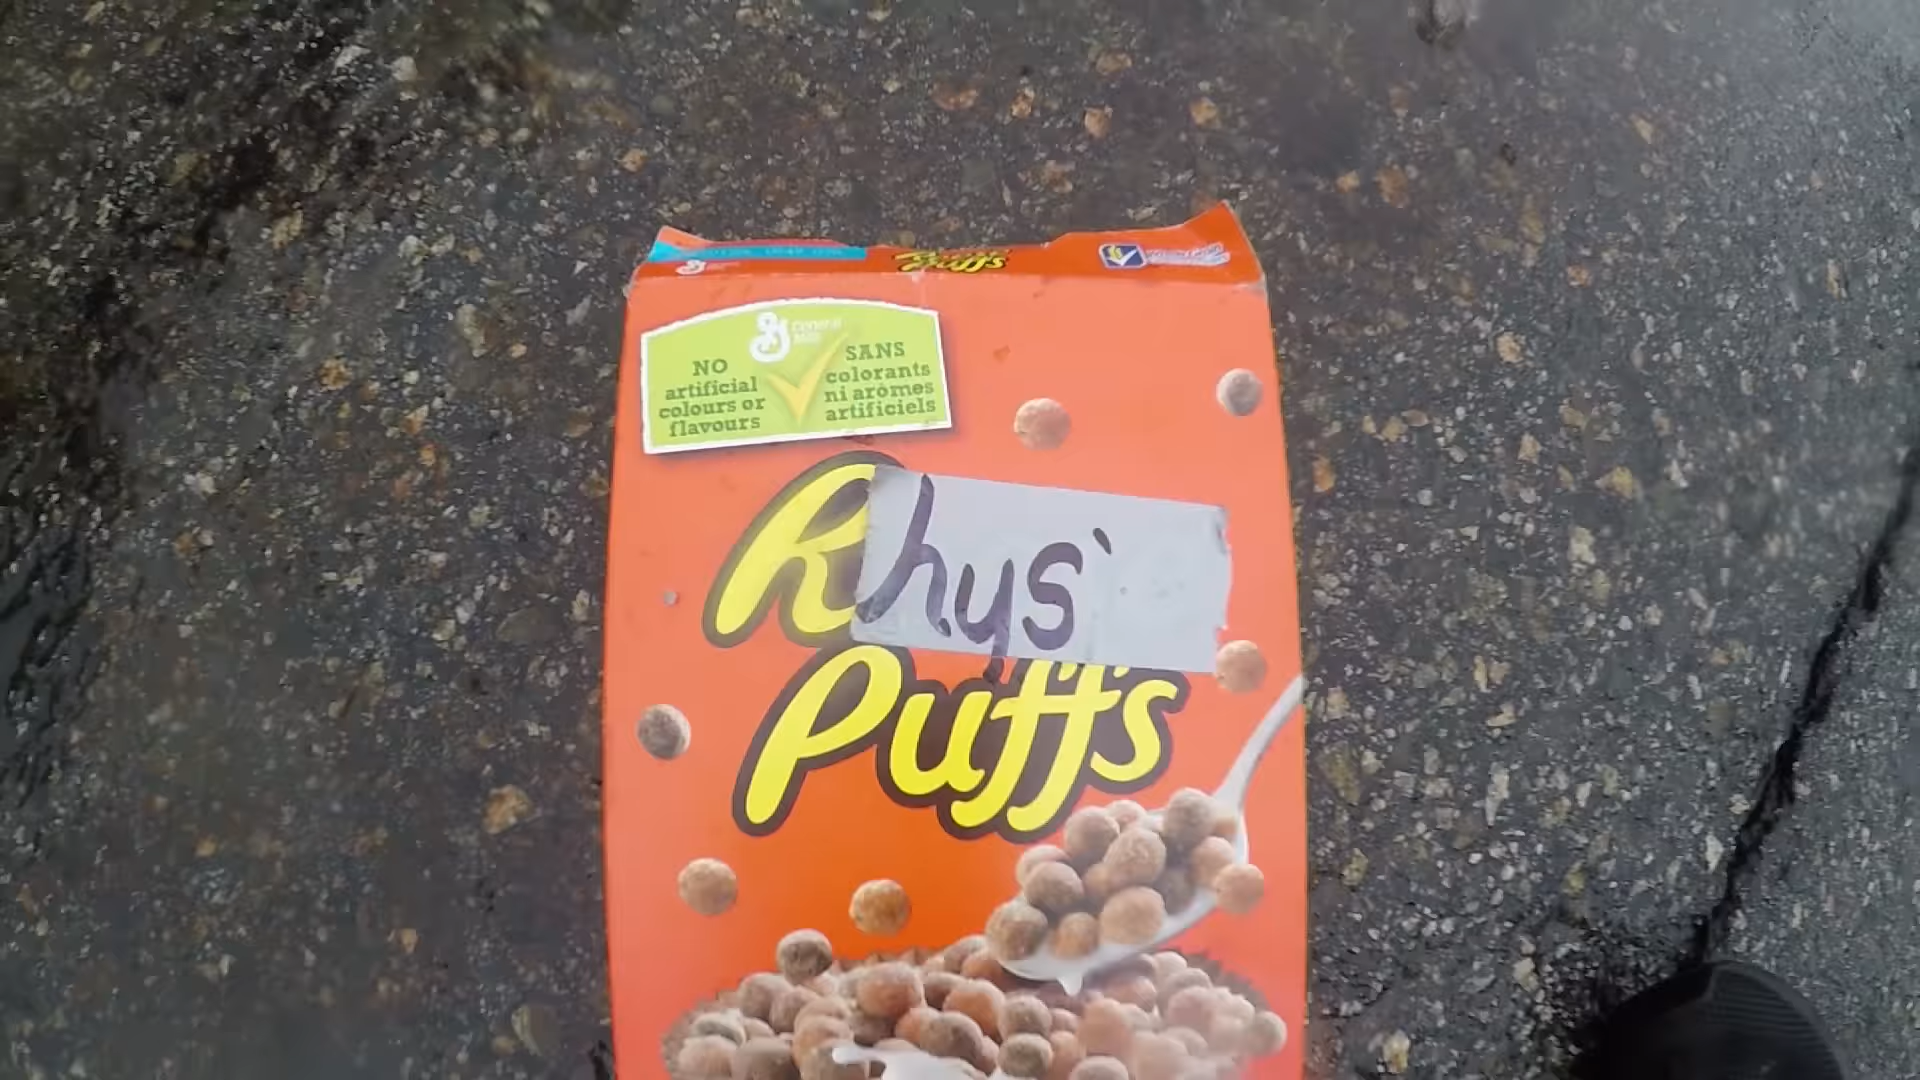 Puffs
General
Mills
NO
artificial
colours or
flavours
SANS
colorants
ni arômes
artificiels
Rhys'
Puffs